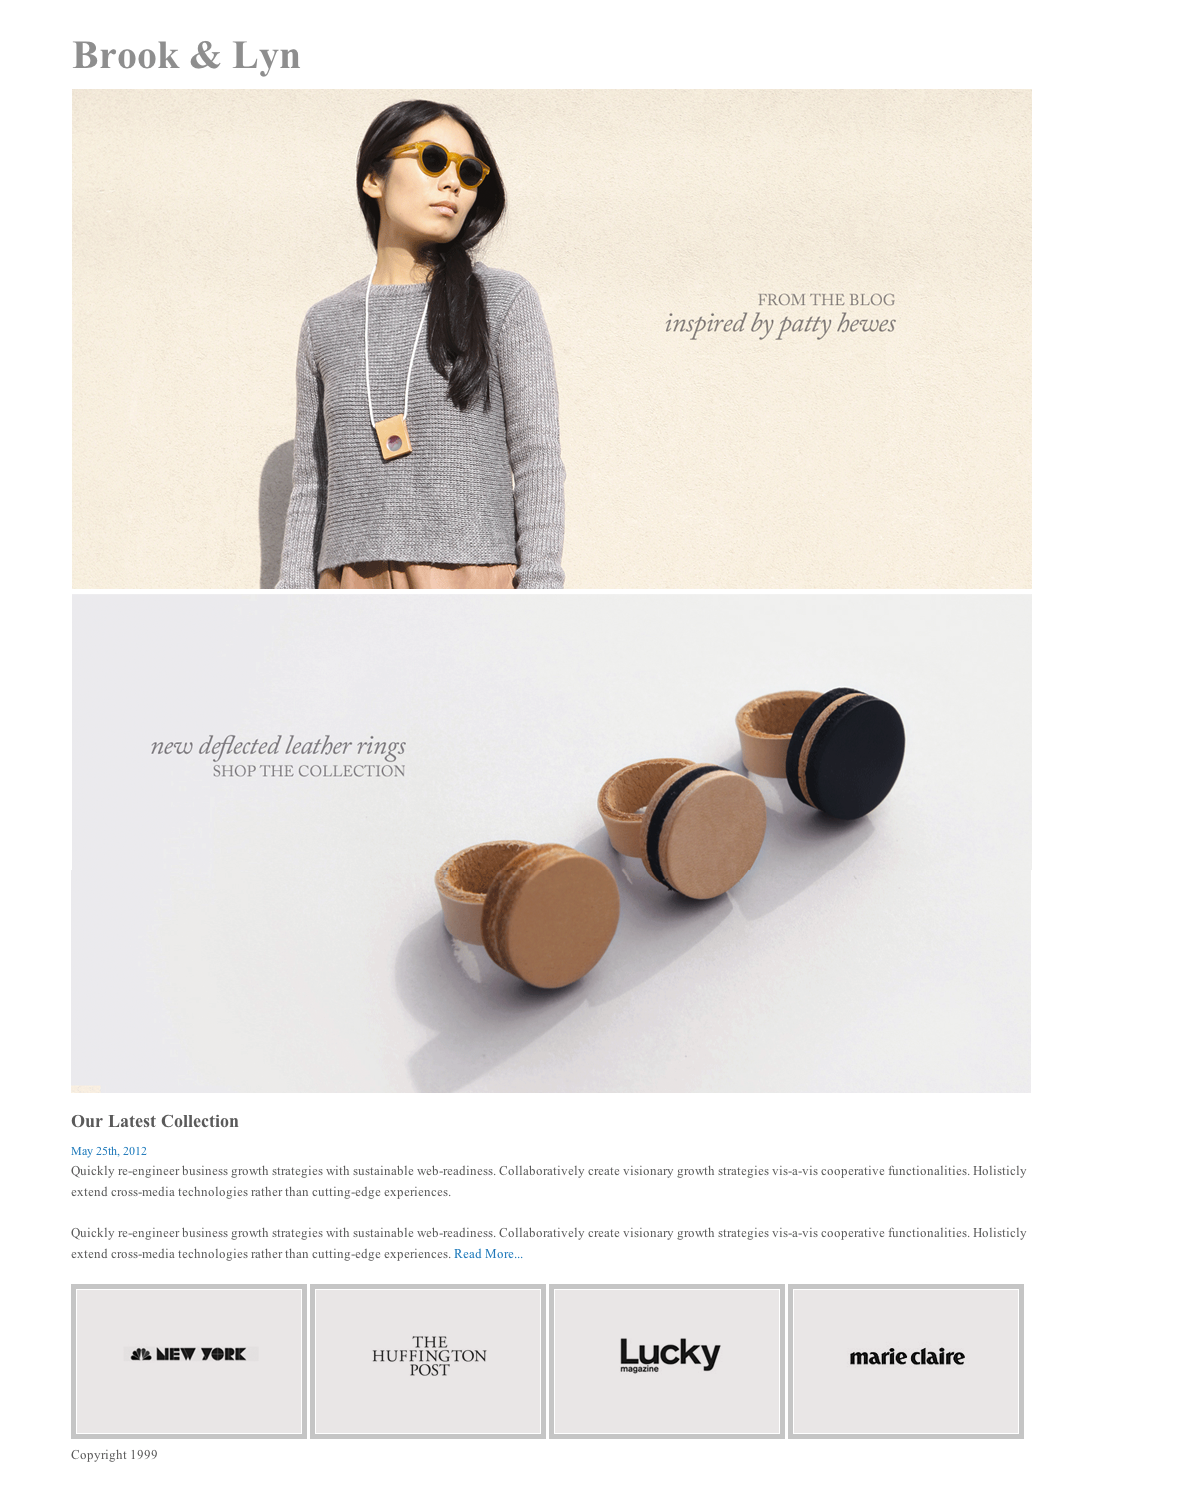 Brook & Lyn
FROM THE BLOG
inspired by patty hewes
new deflected leather rings
SHOP THE COLLECTION
Our Latest Collection
May 25th, 2012
Quickly re-engineer business growth strategies with sustainable web-readiness. Collaboratively create visionary growth strategies vis-a-vis cooperative functionalities. Holisticly
extend cross-media technologies rather than cutting-edge experiences.
Quickly re-engineer business growth strategies with sustainable web-readiness. Collaboratively create visionary growth strategies vis-a-vis cooperative functionalities. Holisticly
extend cross-media technologies rather than cutting-edge experiences. Read More...
NEW YORK
THE
HUFFINGTON
POST
Lucky
magazine
marie claire
Copyright 1999